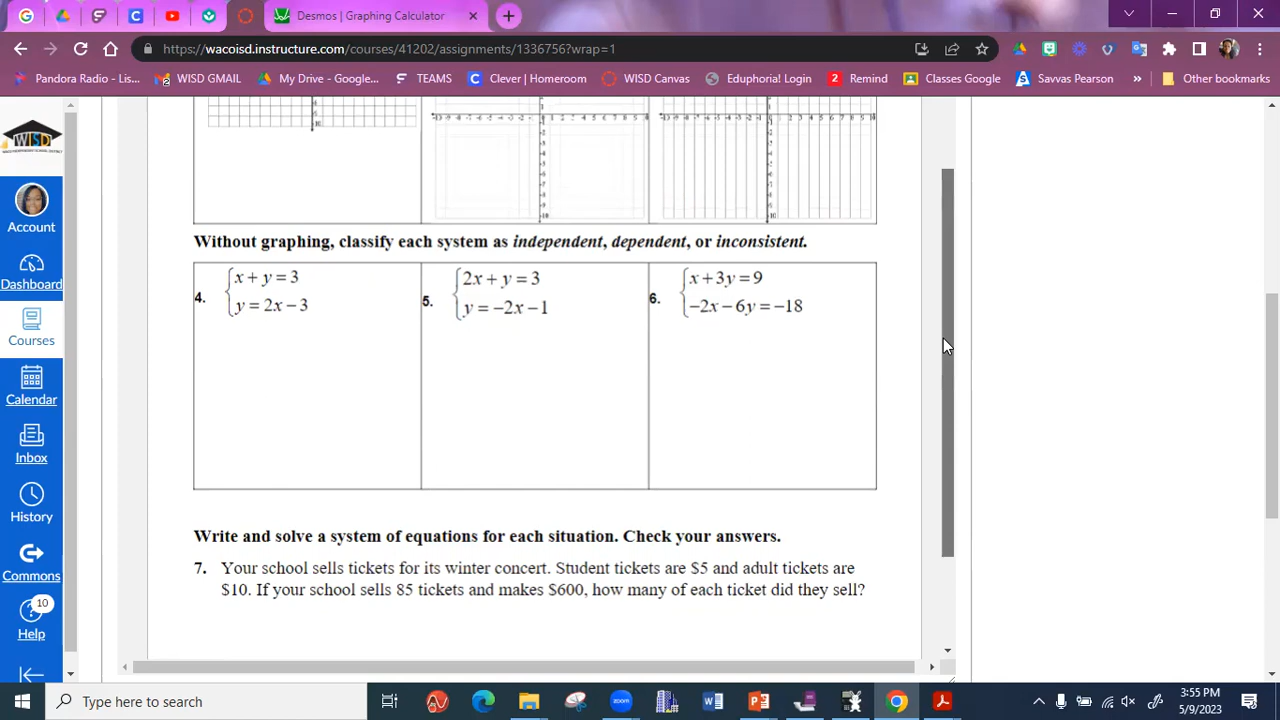 Desmos | Graphing Calculator
https://wacoisd.instructure.com/courses/41202/assignments/1336756?wrap=1
Pandora Radio - Lis... WISD GMAIL My Drive - Google... TEAMS Clever | Homeroom WISD Canvas Eduphoria! Login Remind Classes Google Savvas Pearson » Other bookmarks
WISD
Account
Dashboard
Courses
Calendar
Inbox
History
Commons
10
Help
Without graphing, classify each system as independent, dependent, or inconsistent.
4. x + y = 3
y = 2x − 3
5. 2x + y = 3
y = −2x − 1
6. x + 3y = 9
−2x − 6y = −18
Write and solve a system of equations for each situation. Check your answers.
7. Your school sells tickets for its winter concert. Student tickets are $5 and adult tickets are
$10. If your school sells 85 tickets and makes $600, how many of each ticket did they sell?
Type here to search
zoom
3:55 PM
5/9/2023